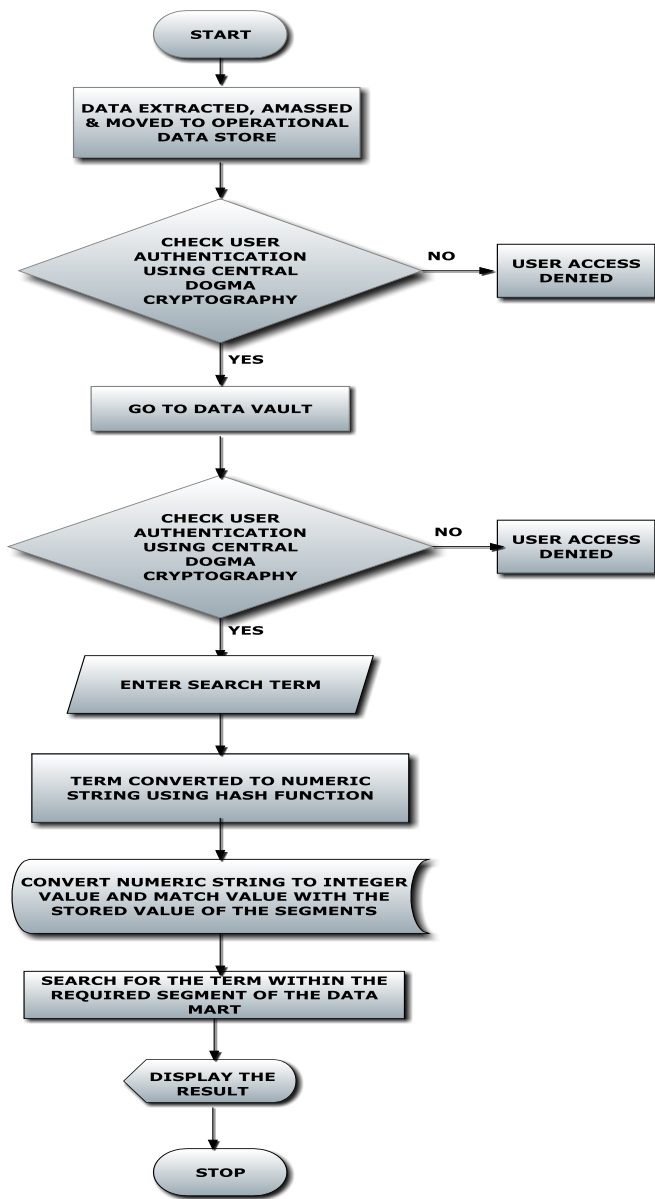 START
DATA EXTRACTED, AMASSED
& MOVED TO OPERATIONAL
DATA STORE
CHECK USER
AUTHENTICATION
USING CENTRAL
DOGMA
CRYPTOGRAPHY
NO
USER ACCESS
DENIED
YES
GO TO DATA VAULT
CHECK USER
AUTHENTICATION
USING CENTRAL
DOGMA
CRYPTOGRAPHY
NO
USER ACCESS
DENIED
YES
ENTER SEARCH TERM
TERM CONVERTED TO NUMERIC
STRING USING HASH FUNCTION
CONVERT NUMERIC STRING TO INTEGER
VALUE AND MATCH VALUE WITH THE
STORED VALUE OF THE SEGMENTS
SEARCH FOR THE TERM WITHIN THE
REQUIRED SEGMENT OF THE DATA
MART
DISPLAY THE
RESULT
STOP